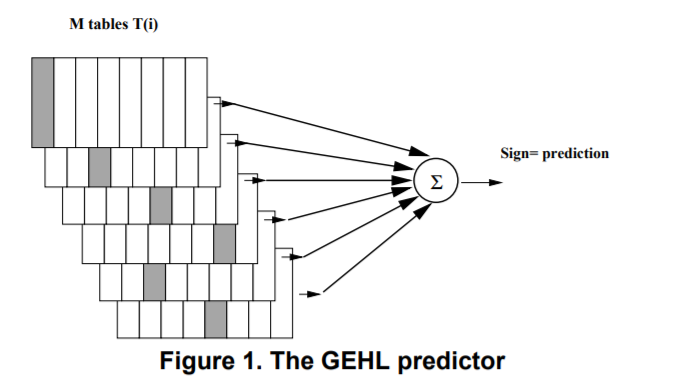 M tables T(i)
Sign= prediction
Σ
Figure 1. The GEHL predictor